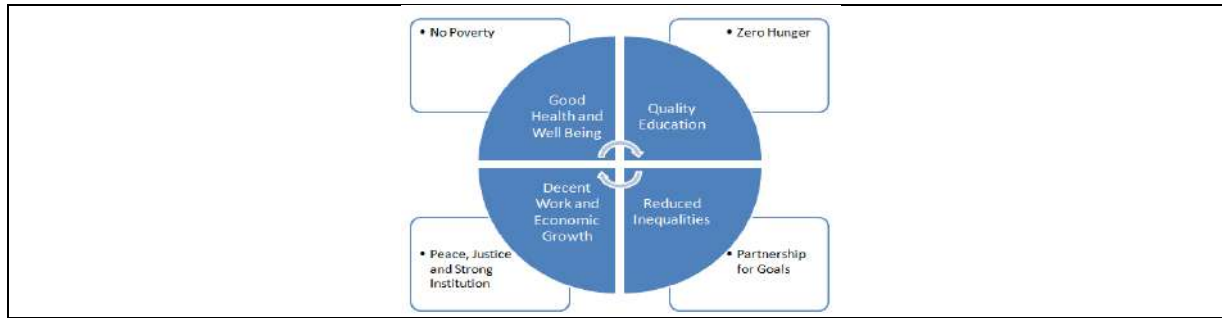 • No Poverty
• Zero Hunger
Good
Health and
Well Being
Quality
Education
Decent
Work and
Economic
Growth
Reduced
Inequalities
• Peace, Justice
and Strong
Institution
• Partnership
for Goals